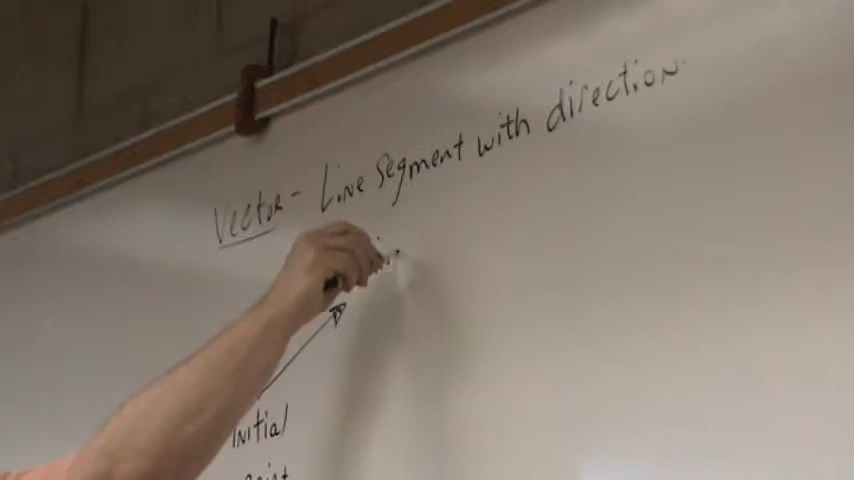 Vector - Line segment with direction.
Initial
Point